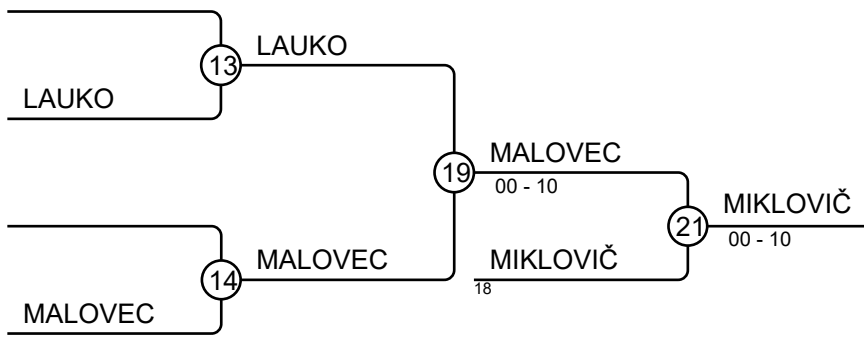 13
LAUKO
LAUKO
19
MALOVEC
00 - 10
21
MIKLOVIČ
00 - 10
14
MALOVEC
MIKLOVIČ
18
MALOVEC